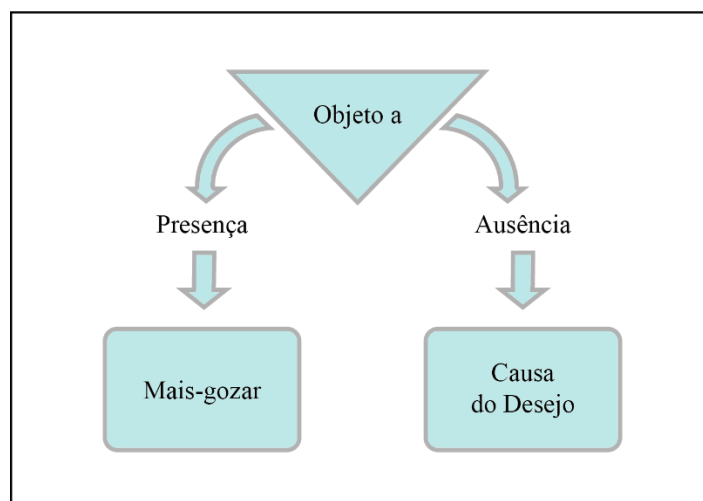 Objeto a
Presença
Ausência
Mais-gozar
Causa
do Desejo